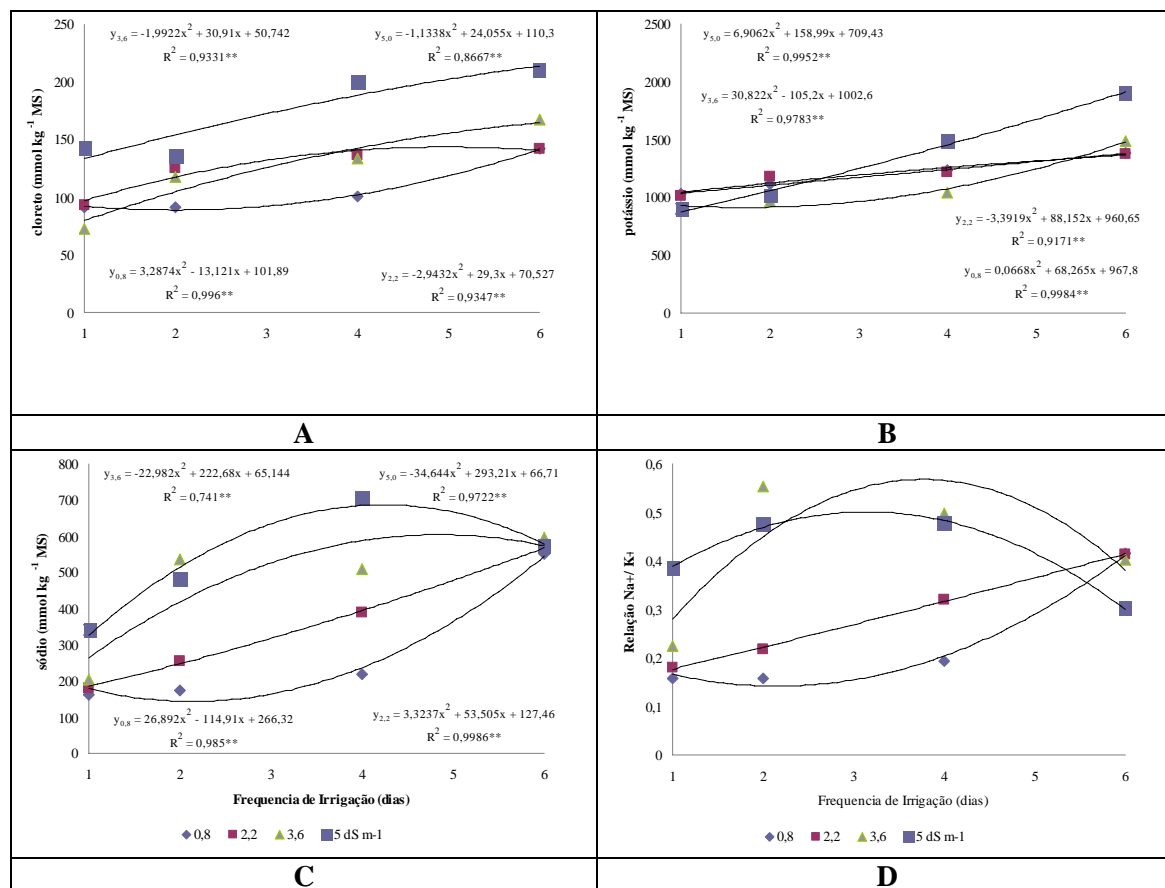 y3,6 = -1,9922x² + 30,91x + 50,742
R² = 0,9331**
y5,0 = -1,1338x² + 24,055x + 110,3
R² = 0,8667**
250
200
150
100
50
0
cloreto (mmol kg⁻¹ MS)
y0,8 = 3,2874x² - 13,121x + 101,89
R² = 0,996**
y2,2 = -2,9432x² + 29,3x + 70,527
R² = 0,9347**
1 2 3 4 5 6
A
y5,0 = 6,9062x² + 158,99x + 709,43
R² = 0,9952**
y3,6 = 30,822x² - 105,2x + 1002,6
R² = 0,9783**
2500
2000
1500
1000
500
0
potássio (mmol kg⁻¹ MS)
y2,2 = -3,3919x² + 88,152x + 960,65
R² = 0,9171**
y0,8 = 0,0668x² + 68,265x + 967,8
R² = 0,9984**
1 2 3 4 5 6
B
y3,6 = -22,982x² + 222,68x + 65,144
R² = 0,741**
y5,0 = -34,644x² + 293,21x + 66,71
R² = 0,9722**
800
700
600
500
400
300
200
100
0
sódio (mmol kg⁻¹ MS)
y0,8 = 26,892x² - 114,91x + 266,32
R² = 0,985**
y2,2 = 3,3237x² + 53,505x + 127,46
R² = 0,9986**
1 2 3 4 5 6
Frequencia de Irrigação (dias)
0,8 2,2 3,6 5 dS m-1
C
0,6
0,5
0,4
0,3
0,2
0,1
0
Relação Na+/ K+
1 2 3 4 5 6
Frequencia de Irrigação (dias)
0,8 2,2 3,6 5 dS m-1
D